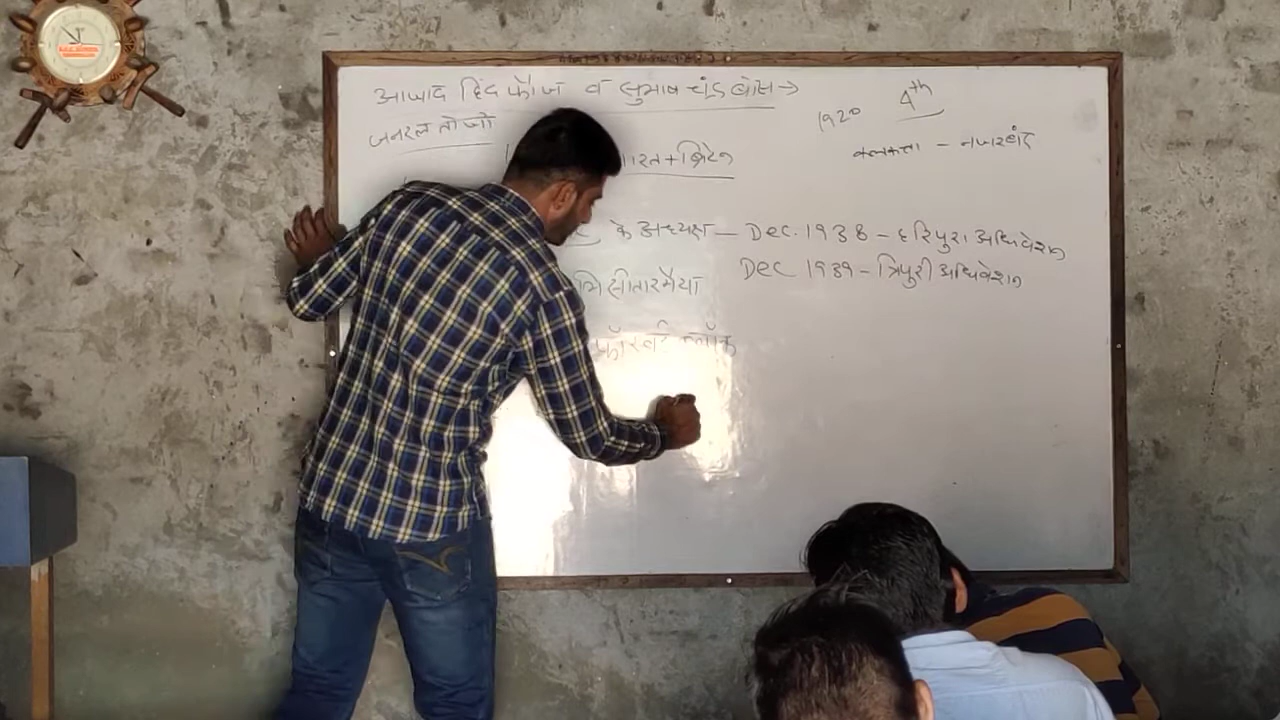 आजाद हिंद फौज व सुभाष चंद्र बोस →
1920 4th
जनरल तोजो
भारत + ब्रिटेन
कलकत्ता - नजरबंद
के अध्यक्ष - Dec. 1938 - हरिपुरा अधिवेशन
Dec 1939 - त्रिपुरी अधिवेशन
भि सीतारमैया
फॉरवर्ड ब्लॉक